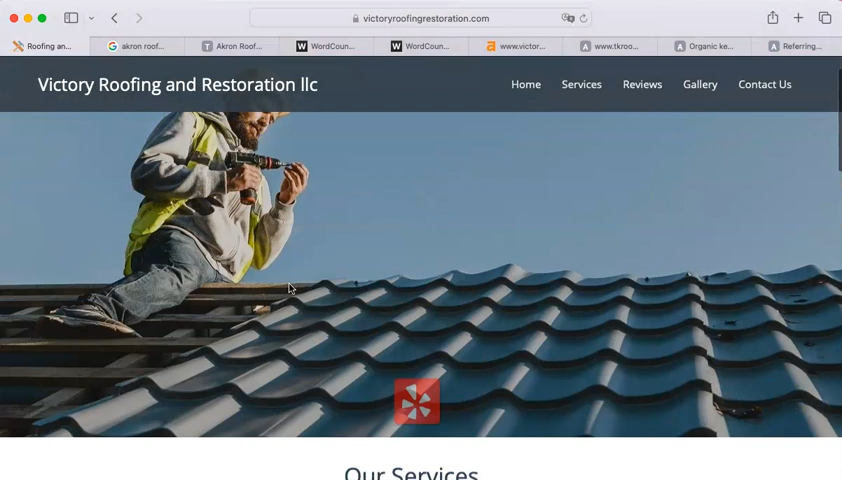 victoryroofingrestoration.com
Roofing an...
akron roof...
Akron Roof...
WordCoun...
WordCoun...
www.victor...
www.tkroo...
Organic ke...
Referring...
Victory Roofing and Restoration llc
Home
Services
Reviews
Gallery
Contact Us
Our Services